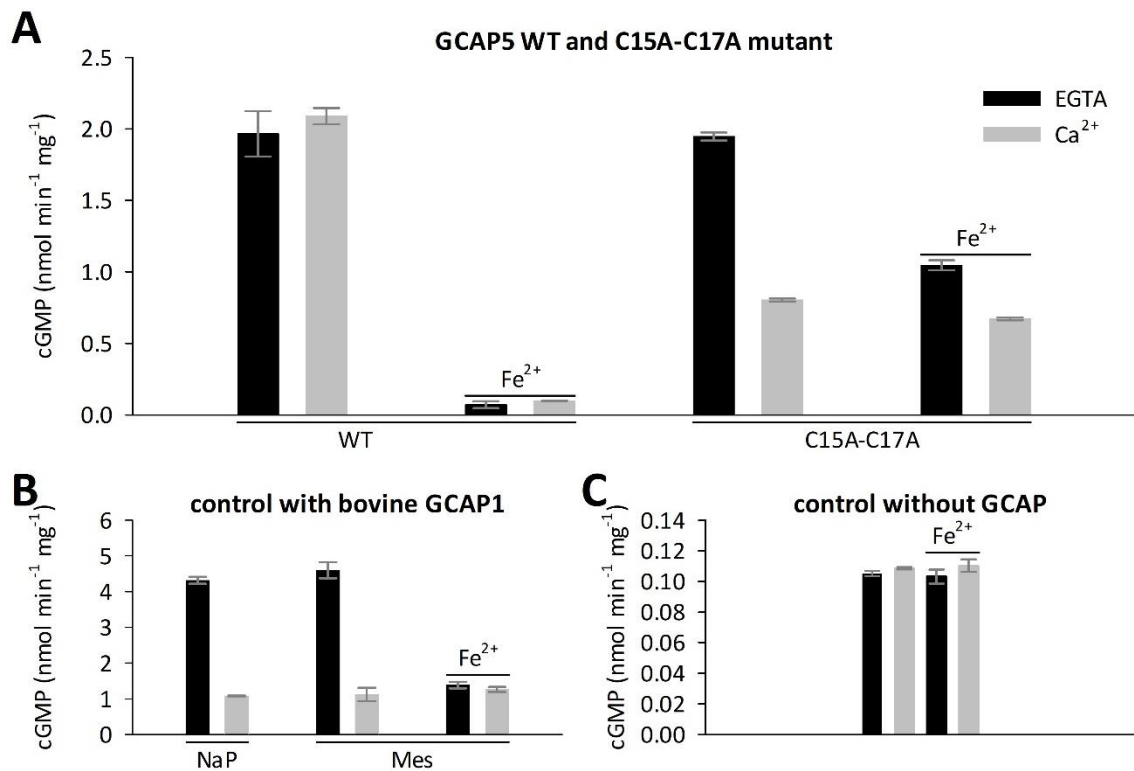 A
GCAP5 WT and C15A-C17A mutant
cGMP (nmol min⁻¹ mg⁻¹)
2.5
2.0
1.5
1.0
0.5
0.0
EGTA
Ca²⁺
Fe²⁺
Fe²⁺
WT
C15A-C17A
B
control with bovine GCAP1
cGMP (nmol min⁻¹ mg⁻¹)
6
5
4
3
2
1
0
Fe²⁺
NaP
Mes
C
control without GCAP
cGMP (nmol min⁻¹ mg⁻¹)
0.14
0.12
0.10
0.08
0.06
0.04
0.02
0.00
Fe²⁺